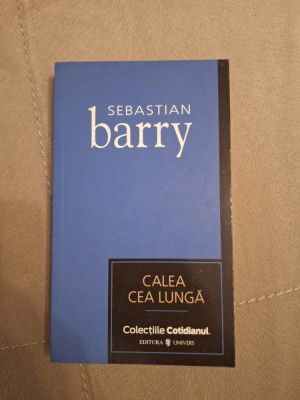 SEBASTIAN
barry
CALEA
CEA LUNGĂ
Colecțiile Cotidianul
EDITURA UNIVERS